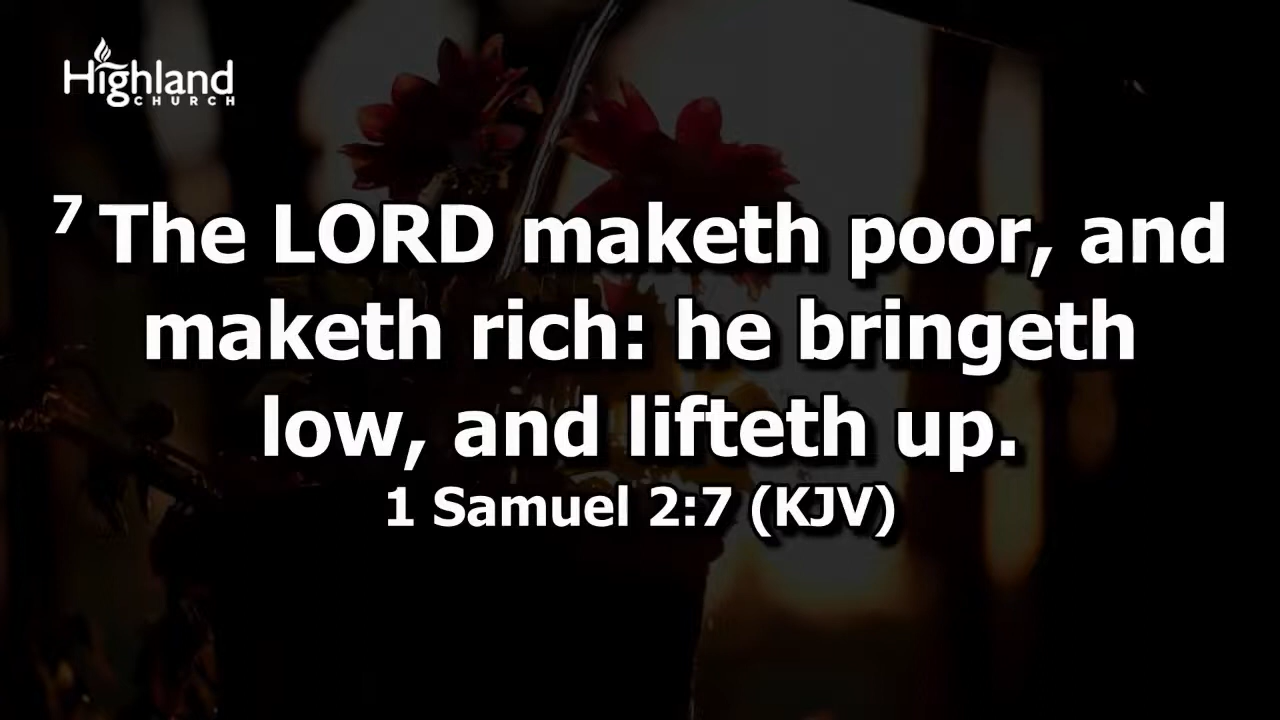 Highland
CHURCH
7 The LORD maketh poor, and
maketh rich: he bringeth
low, and lifteth up.
1 Samuel 2:7 (KJV)